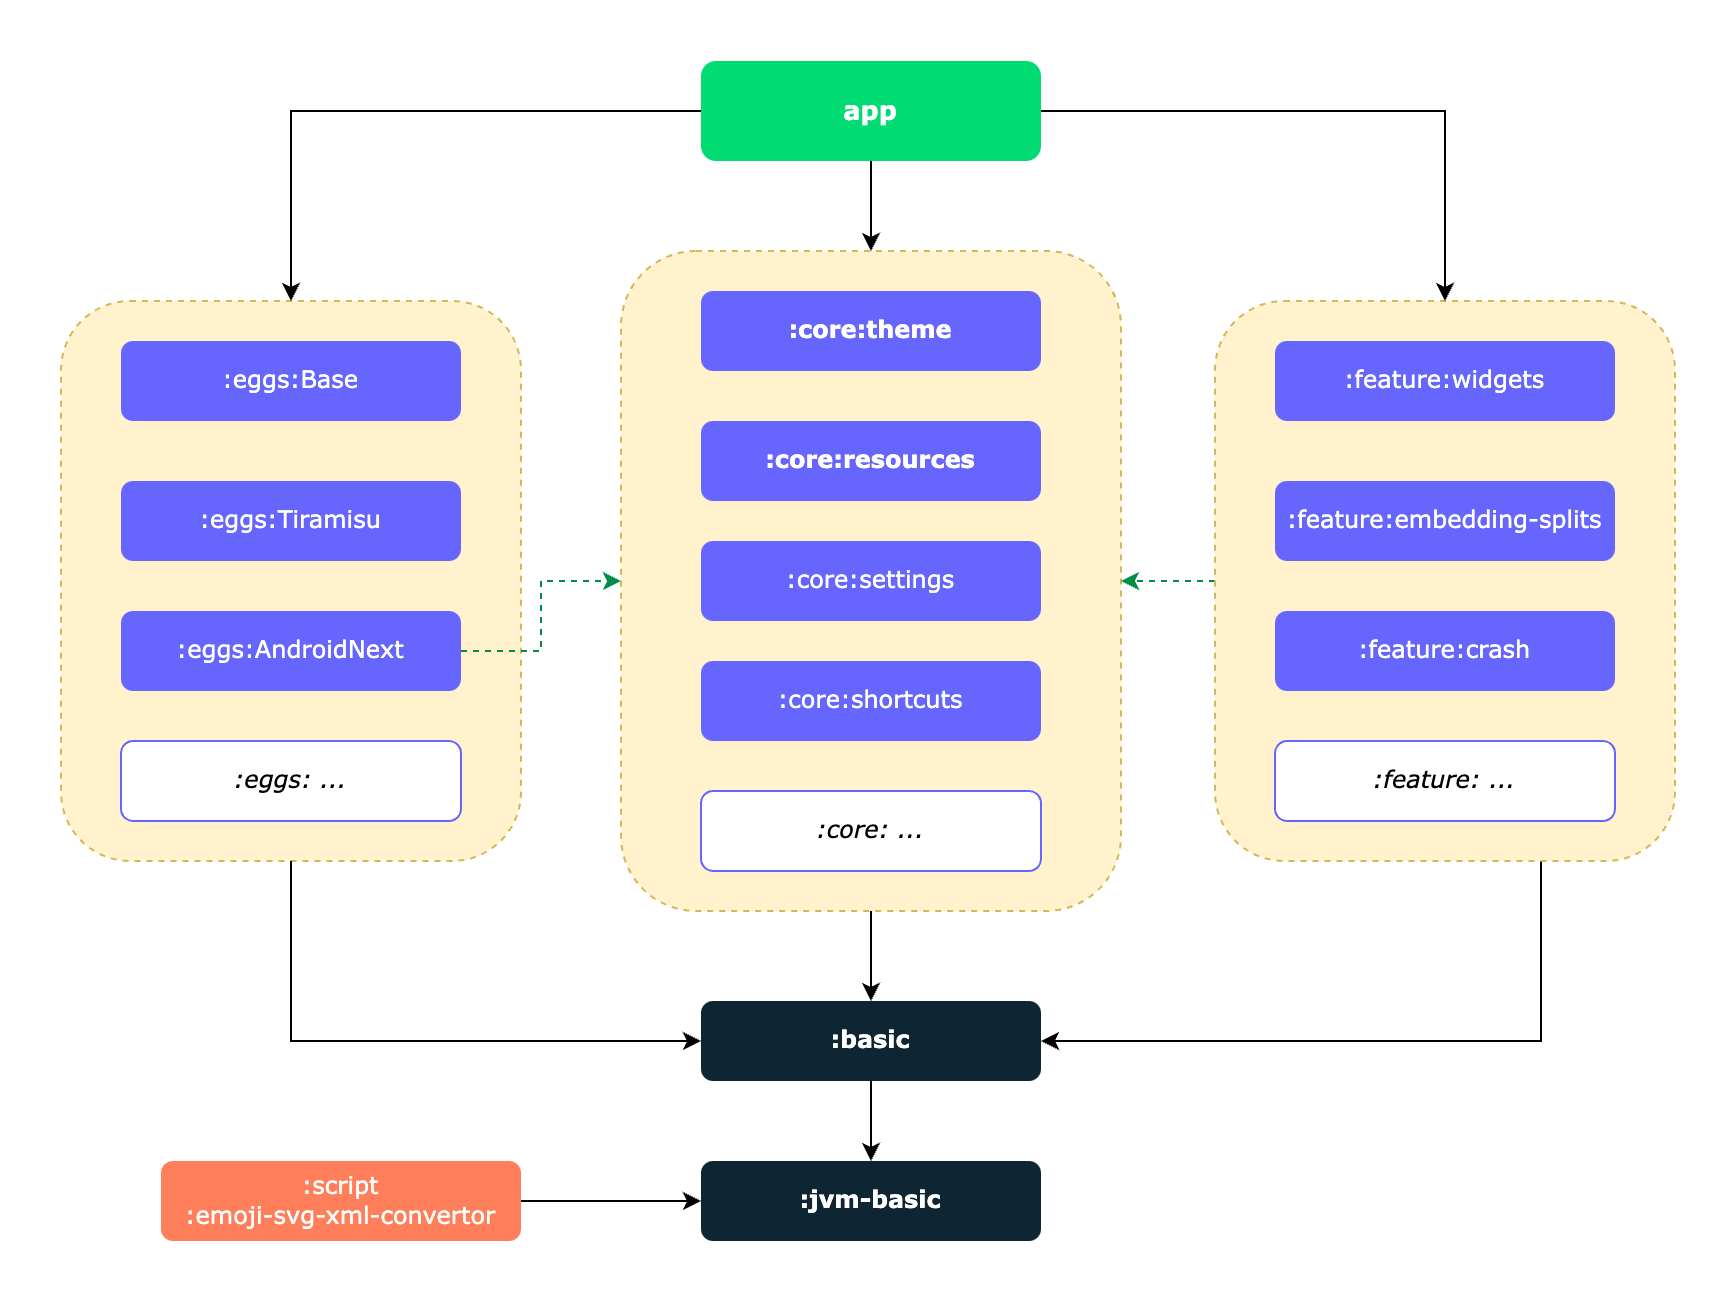 app
:eggs:Base
:eggs:Tiramisu
:eggs:AndroidNext
:eggs: ...
:core:theme
:core:resources
:core:settings
:core:shortcuts
:core: ...
:feature:widgets
:feature:embedding-splits
:feature:crash
:feature: ...
:basic
:script
:emoji-svg-xml-convertor
:jvm-basic